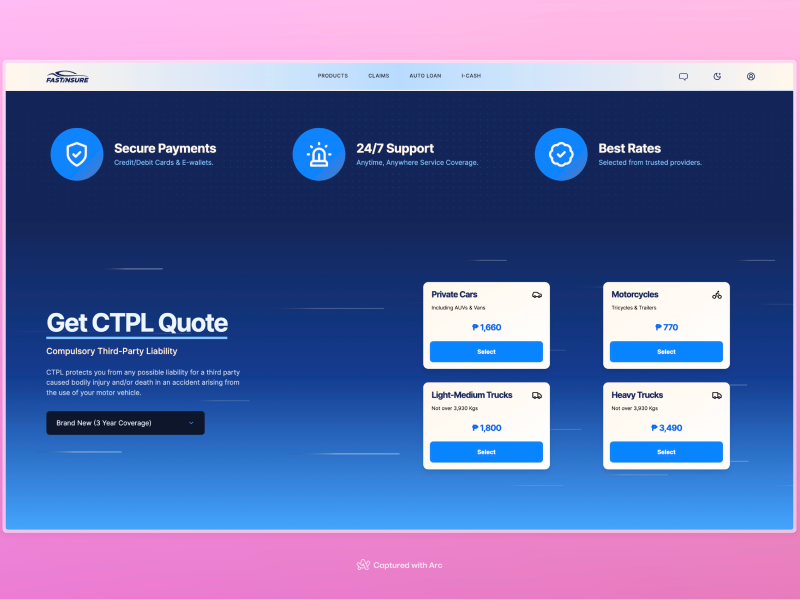 FASTINSURE
PRODUCTS
CLAIMS
AUTO LOAN
I-CASH
Secure Payments
Credit/Debit Cards & E-wallets.
24/7 Support
Anytime, Anywhere Service Coverage.
Best Rates
Selected from trusted providers.
Get CTPL Quote
Compulsory Third-Party Liability
CTPL protects you from any possible liability for a third party
caused bodily injury and/or death in an accident arising from
the use of your motor vehicle.
Brand New (3 Year Coverage)
Private Cars
Including AUVs & Vans
₱ 1,660
Select
Motorcycles
Tricycles & Trailers
₱ 770
Select
Light-Medium Trucks
Not over 3,930 Kgs
₱ 1,800
Select
Heavy Trucks
Not over 3,930 Kgs
₱ 3,490
Select
Captured with Arc